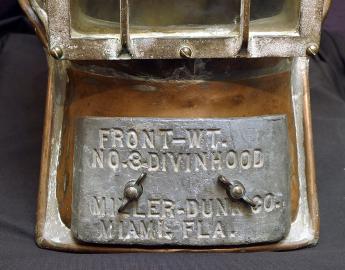 FRONT-WT.
NO.3-DIVINHOOD
MILLER-DUNN CO.
MIAMI, FLA.